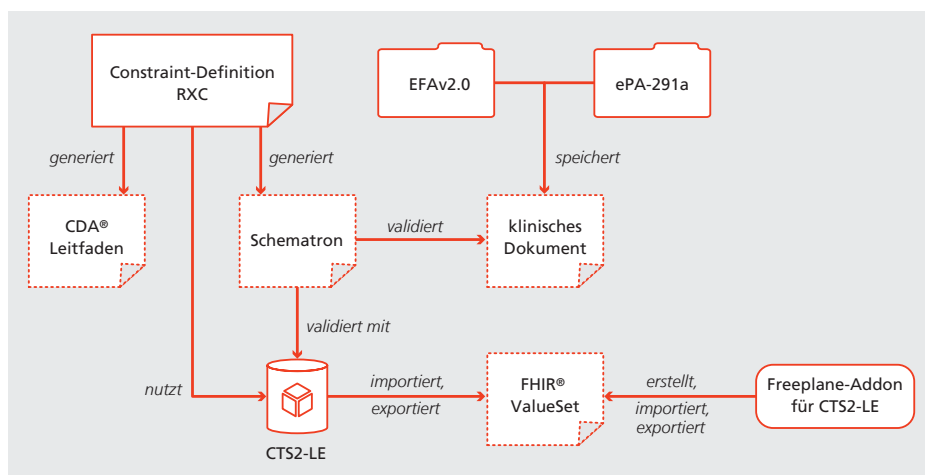 Constraint-Definition
RXC
EFAv2.0
ePA-291a
generiert
generiert
speichert
CDA®
Leitfaden
Schematron
validiert
klinisches
Dokument
validiert mit
nutzt
CTS2-LE
importiert,
exportiert
FHIR®
ValueSet
erstellt,
importiert,
exportiert
Freeplane-Addon
für CTS2-LE